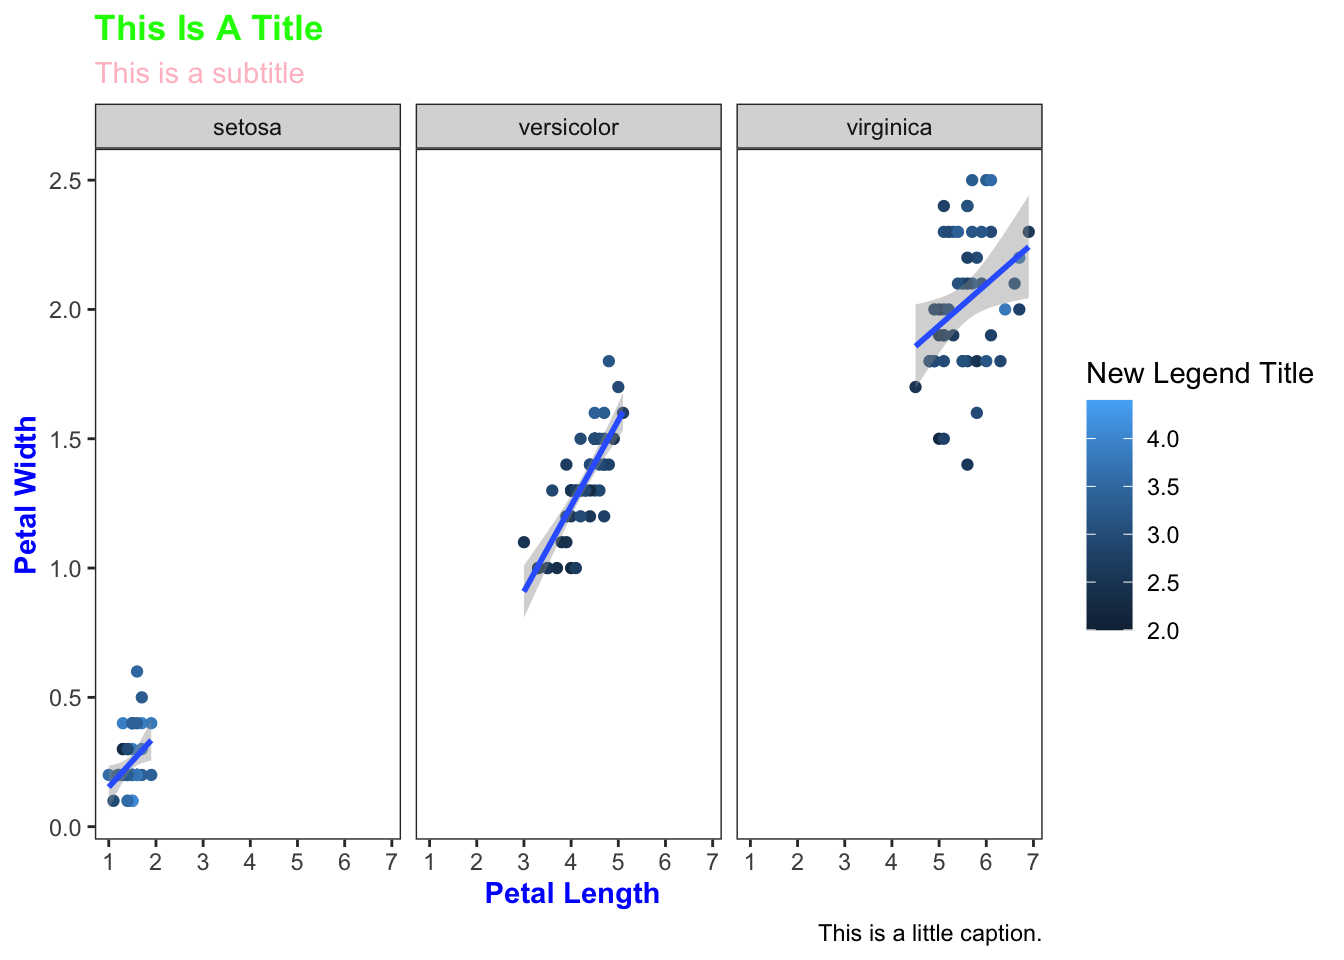 This Is A Title
This is a subtitle
setosa versicolor virginica
2.5
2.0
1.5
1.0
0.5
0.0
Petal Width
1 2 3 4 5 6 7 1 2 3 4 5 6 7 1 2 3 4 5 6 7
Petal Length
New Legend Title
4.0
3.5
3.0
2.5
2.0
This is a little caption.